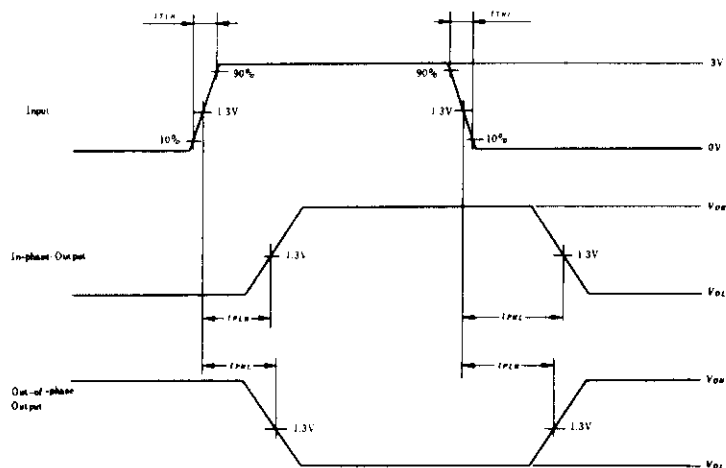 tTLH
tTHL
90%
90%
3V
Input
1.3V
1.3V
10%
10%
0V
VOH
In-phase Output
1.3V
1.3V
VOL
tPLH
tPHL
tPHL
tPLH
Out-of-phase
Output
VOH
1.3V
1.3V
VOL